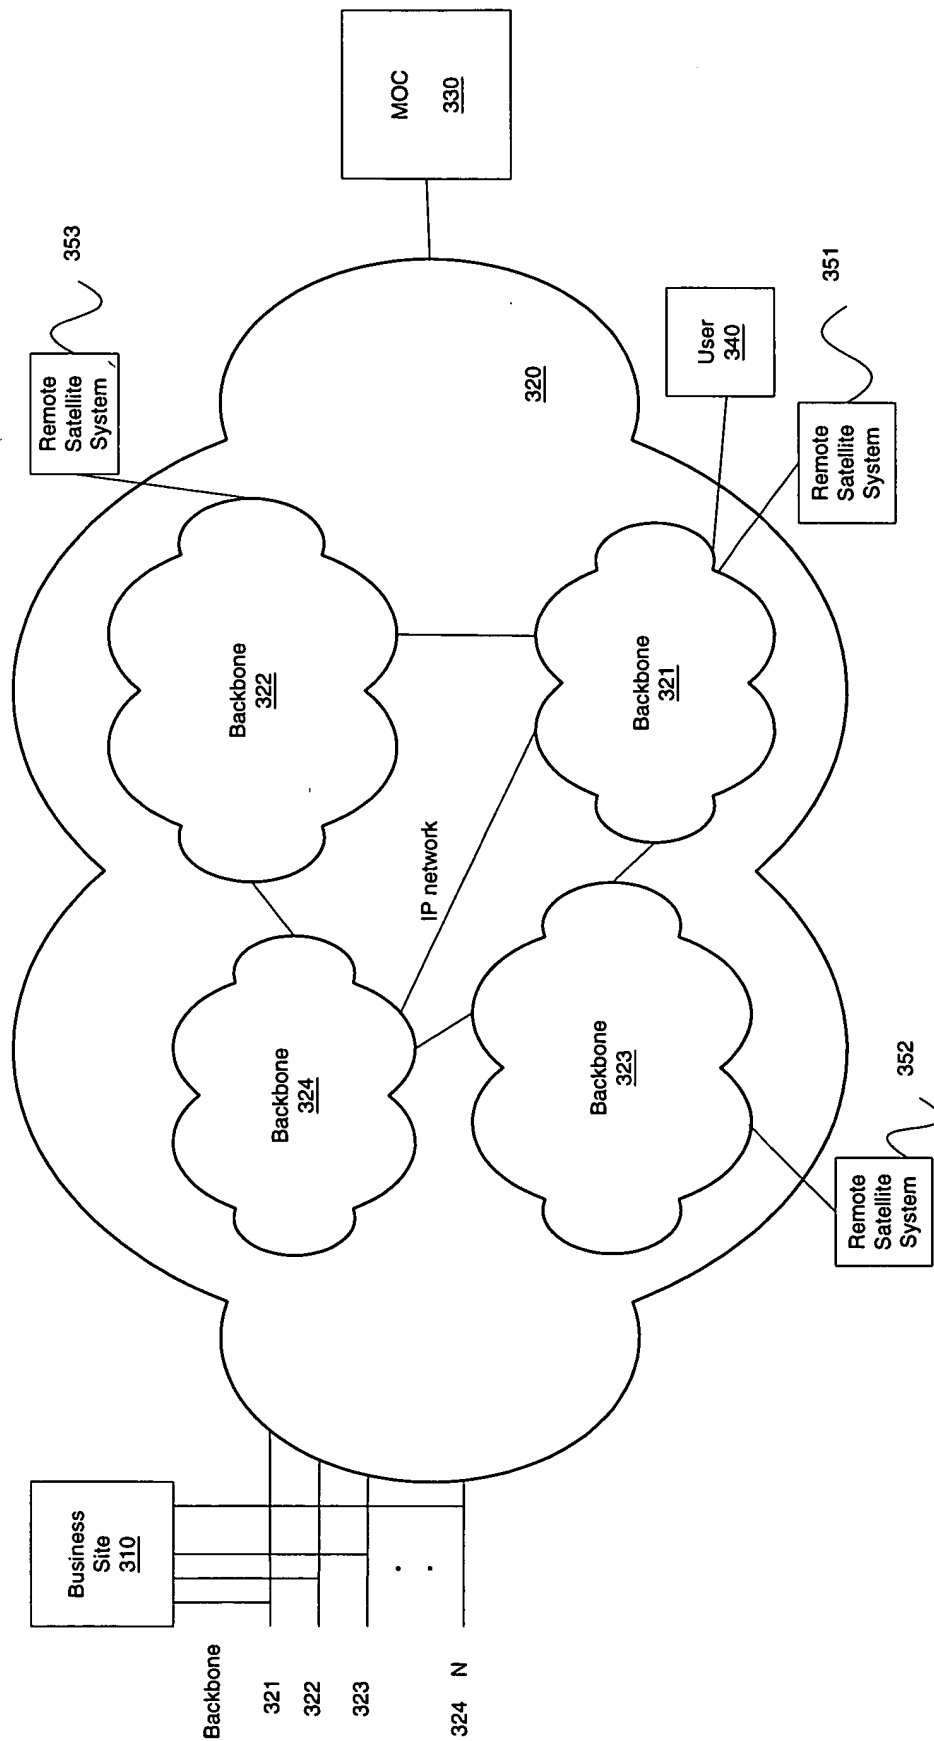 Business
Site
310
Backbone
321
322
323
324 N
Backbone
324
Backbone
322
IP network
Backbone
323
Backbone
321
320
Remote
Satellite
System
353
MOC
330
User
340
Remote
Satellite
System
351
Remote
Satellite
System
352